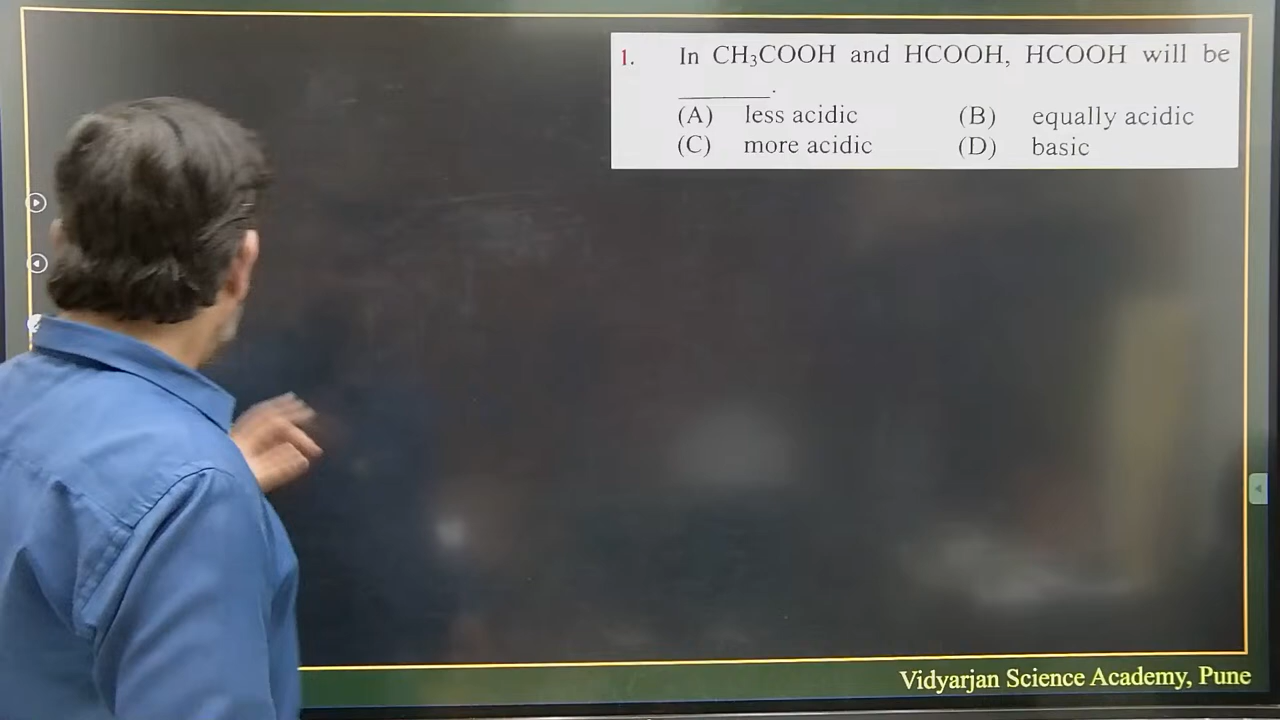 1. In CH₃COOH and HCOOH, HCOOH will be
________.
(A) less acidic (B) equally acidic
(C) more acidic (D) basic
Vidyarjan Science Academy, Pune